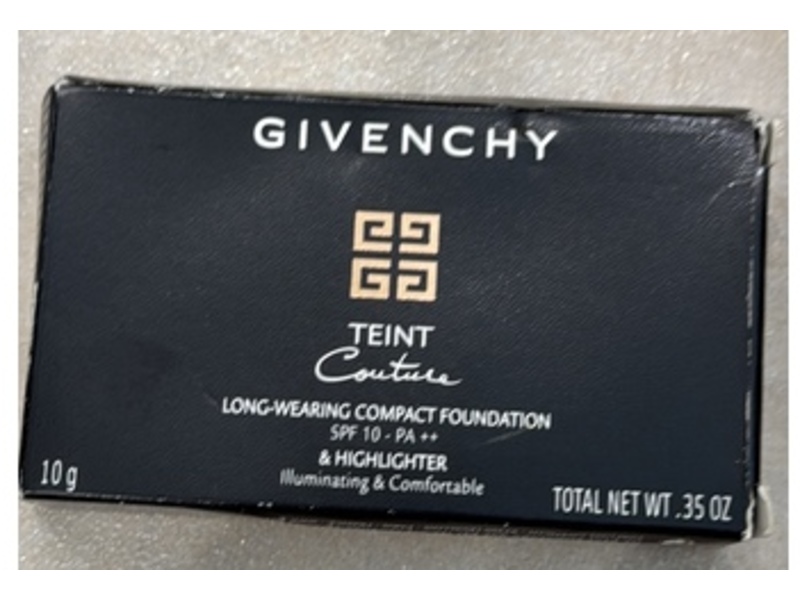 GIVENCHY
TEINT
Couture
LONG-WEARING COMPACT FOUNDATION
SPF 10 - PA ++
& HIGHLIGHTER
Illuminating & Comfortable
10 g
TOTAL NET WT .35 OZ